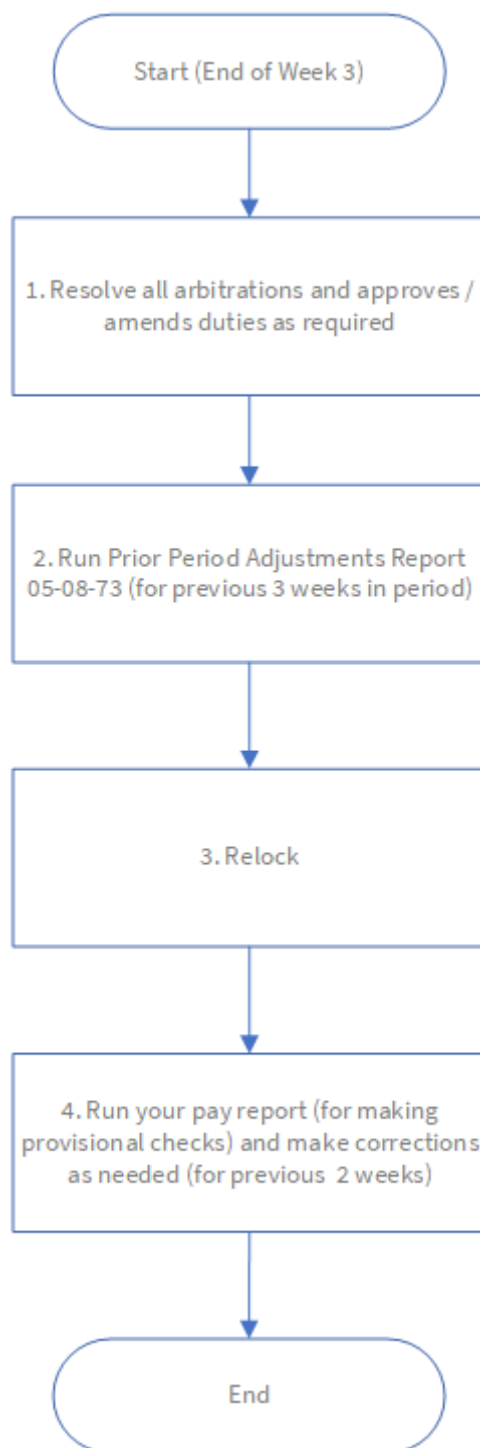 Start (End of Week 3)
1. Resolve all arbitrations and approves /
amends duties as required
2. Run Prior Period Adjustments Report
05-08-73 (for previous 3 weeks in period)
3. Relock
4. Run your pay report (for making
provisional checks) and make corrections
as needed (for previous 2 weeks)
End